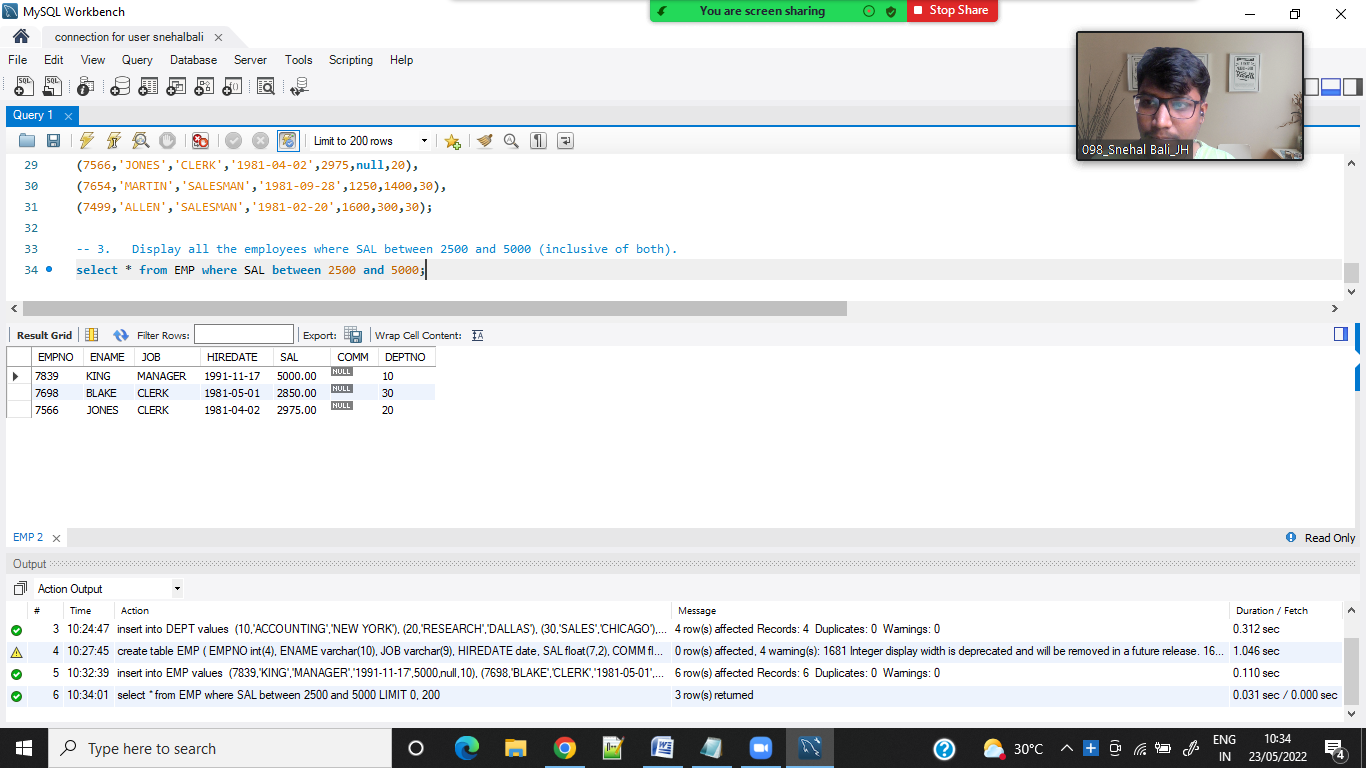 MySQL Workbench
You are screen sharing
Stop Share
connection for user snehalbali
File Edit View Query Database Server Tools Scripting Help
098_Snehal Bali_JH
Query 1
Limit to 200 rows
29 (7566,'JONES','CLERK','1981-04-02',2975,null,20),
30 (7654,'MARTIN','SALESMAN','1981-09-28',1250,1400,30),
31 (7499,'ALLEN','SALESMAN','1981-02-20',1600,300,30);
32
33 -- 3. Display all the employees where SAL between 2500 and 5000 (inclusive of both).
34 select * from EMP where SAL between 2500 and 5000;
Result Grid Filter Rows: Export: Wrap Cell Content:
EMPNO ENAME JOB HIREDATE SAL COMM DEPTNO
7839 KING MANAGER 1991-11-17 5000.00 NULL 10
7698 BLAKE CLERK 1981-05-01 2850.00 NULL 30
7566 JONES CLERK 1981-04-02 2975.00 NULL 20
EMP 2
Read Only
Output
Action Output
# Time Action Message Duration / Fetch
3 10:24:47 insert into DEPT values (10,'ACCOUNTING','NEW YORK'), (20,'RESEARCH','DALLAS'), (30,'SALES','CHICAGO'),... 4 row(s) affected Records: 4 Duplicates: 0 Warnings: 0 0.312 sec
4 10:27:45 create table EMP ( EMPNO int(4), ENAME varchar(10), JOB varchar(9), HIREDATE date, SAL float(7,2), COMM fl... 0 row(s) affected, 4 warning(s): 1681 Integer display width is deprecated and will be removed in a future release. 16... 1.046 sec
5 10:32:39 insert into EMP values (7839,'KING','MANAGER','1991-11-17',5000,null,10), (7698,'BLAKE','CLERK','1981-05-01',... 6 row(s) affected Records: 6 Duplicates: 0 Warnings: 0 0.110 sec
6 10:34:01 select * from EMP where SAL between 2500 and 5000 LIMIT 0, 200 3 row(s) returned 0.031 sec / 0.000 sec
Type here to search
30°C
ENG
IN
10:34
23/05/2022
4